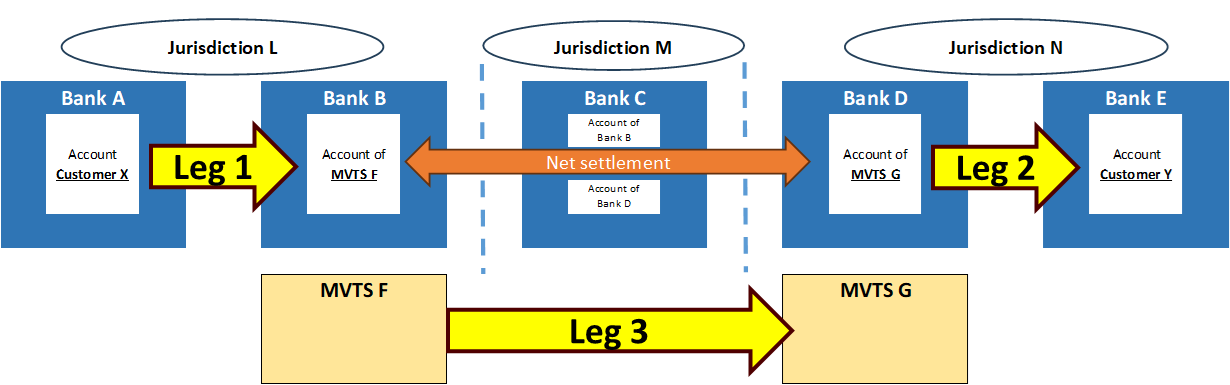 Jurisdiction L
Jurisdiction M
Jurisdiction N
Bank A
Bank B
Bank C
Bank D
Bank E
Account
Customer X
Leg 1
Account of
MVTS F
Account of
Bank B
Net settlement
Account of
Bank D
Account of
MVTS G
Leg 2
Account
Customer Y
MVTS F
Leg 3
MVTS G